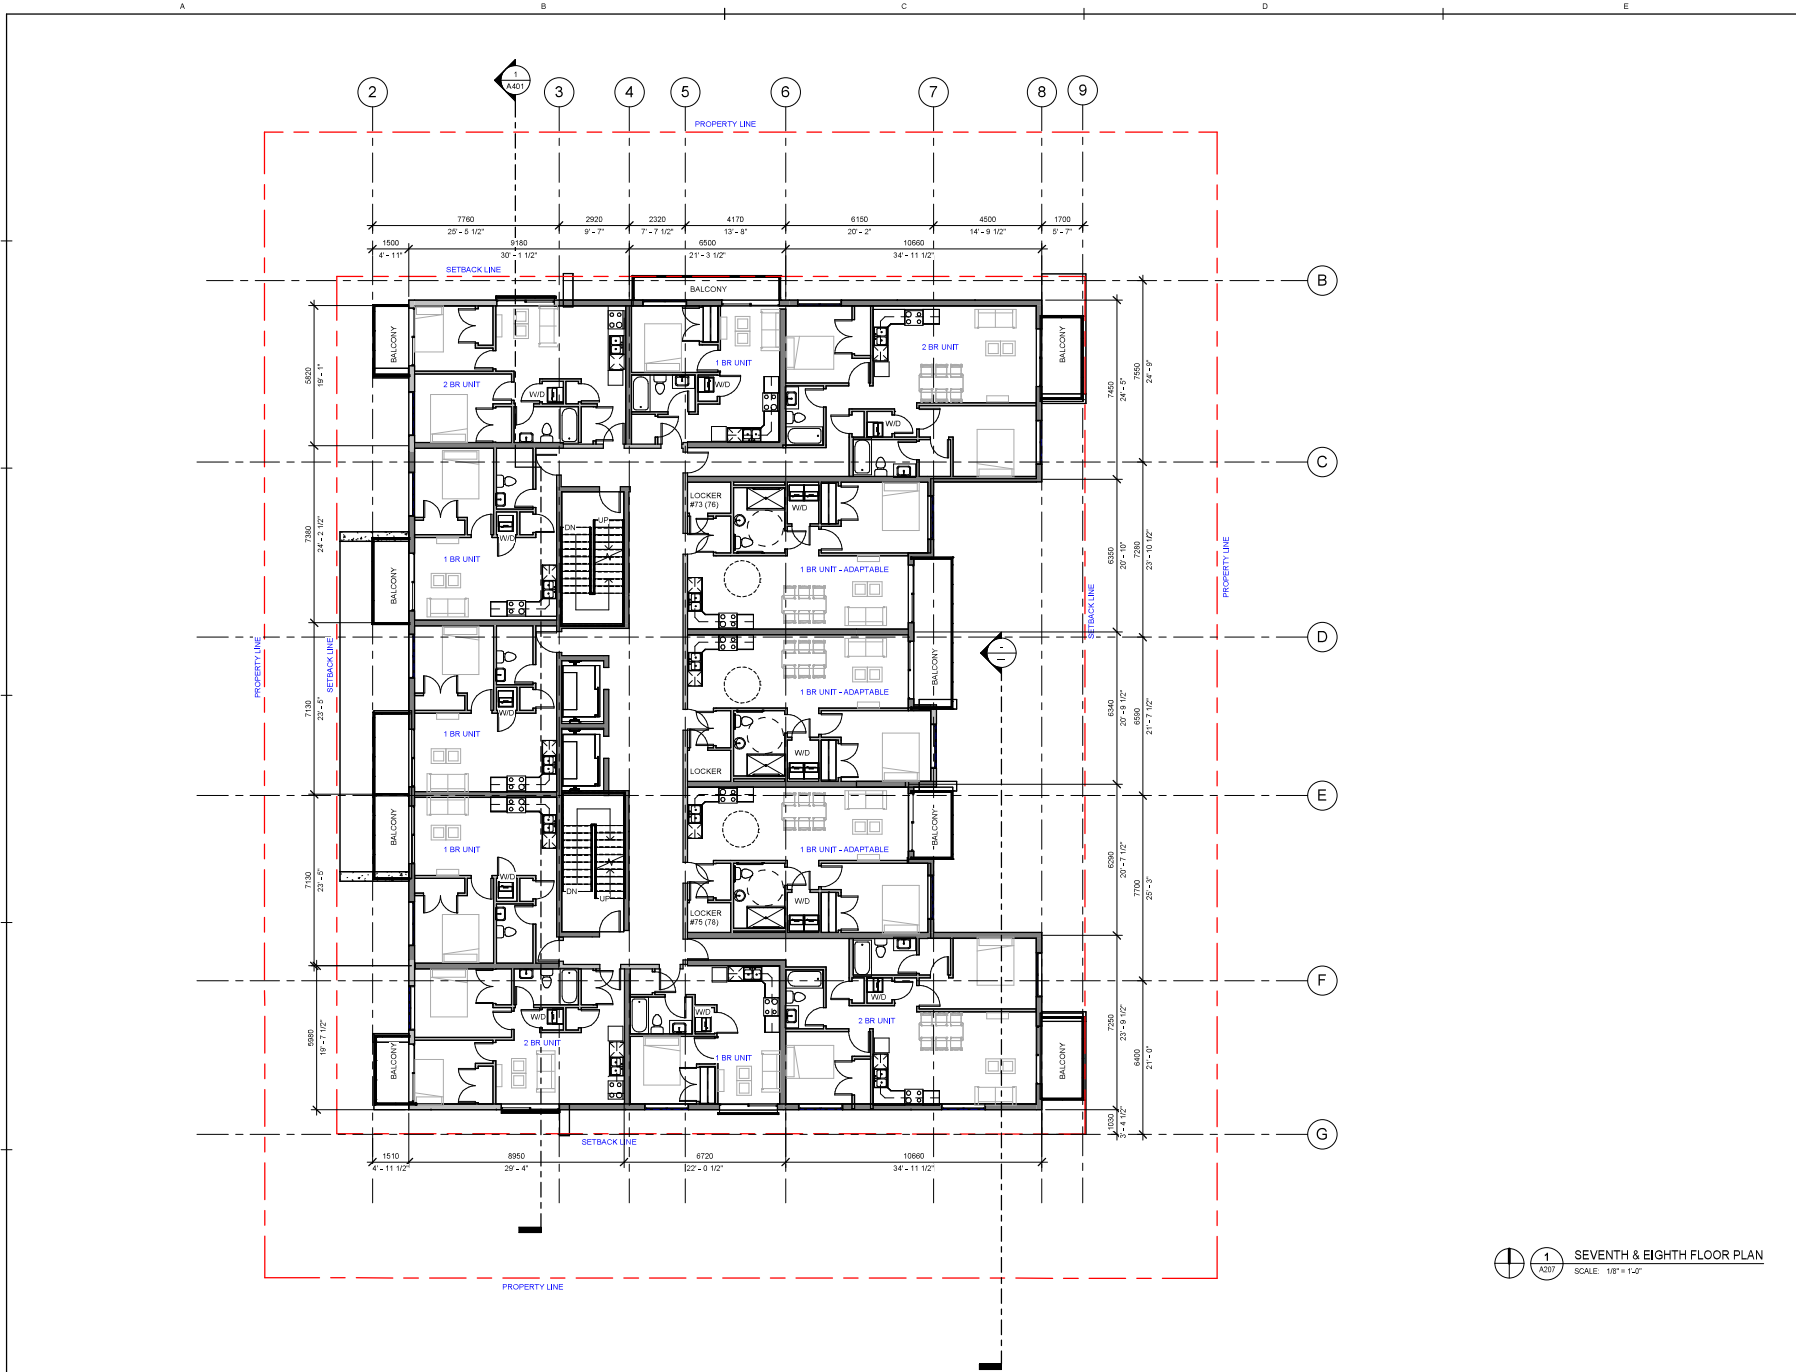 A
B
C
D
E
1
A401
2
3
4
5
6
7
8
9
PROPERTY LINE
7760
25' - 5 1/2"
2920
9' - 7"
2320
7' - 7 1/2"
4170
13' - 8"
6150
20' - 2"
4500
14' - 9 1/2"
1700
5' - 7"
1500
4' - 11"
9180
30' - 1 1/2"
6500
21' - 3 1/2"
10660
34' - 11 1/2"
SETBACK LINE
B
BALCONY
BALCONY
5820
19' - 1"
2 BR UNIT
W/D
1 BR UNIT
W/D
2 BR UNIT
W/D
BALCONY
7450
24' - 5"
7550
24' - 9"
C
7380
24' - 2 1/2"
BALCONY
1 BR UNIT
W/D
DN
UP
LOCKER
#73 (76)
W/D
1 BR UNIT - ADAPTABLE
6350
20' - 10"
7280
23' - 10 1/2"
PROPERTY LINE
SETBACK LINE
D
PROPERTY LINE
SETBACK LINE
7130
23' - 5"
W/D
1 BR UNIT
1 BR UNIT - ADAPTABLE
BALCONY
LOCKER
W/D
6340
20' - 9 1/2"
6590
21' - 7 1/2"
E
BALCONY
1 BR UNIT
W/D
7130
23' - 5"
DN
UP
1 BR UNIT - ADAPTABLE
BALCONY
LOCKER
#75 (78)
W/D
6290
20' - 7 1/2"
7700
25' - 3"
F
5980
19' - 7 1/2"
BALCONY
W/D
2 BR UNIT
W/D
1 BR UNIT
W/D
2 BR UNIT
BALCONY
7250
23' - 9 1/2"
6400
21' - 0"
1030
3' - 4 1/2"
G
SETBACK LINE
1510
4' - 11 1/2"
8950
29' - 4"
6720
22' - 0 1/2"
10660
34' - 11 1/2"
PROPERTY LINE
1
A207
SEVENTH & EIGHTH FLOOR PLAN
SCALE: 1/8" = 1'-0"